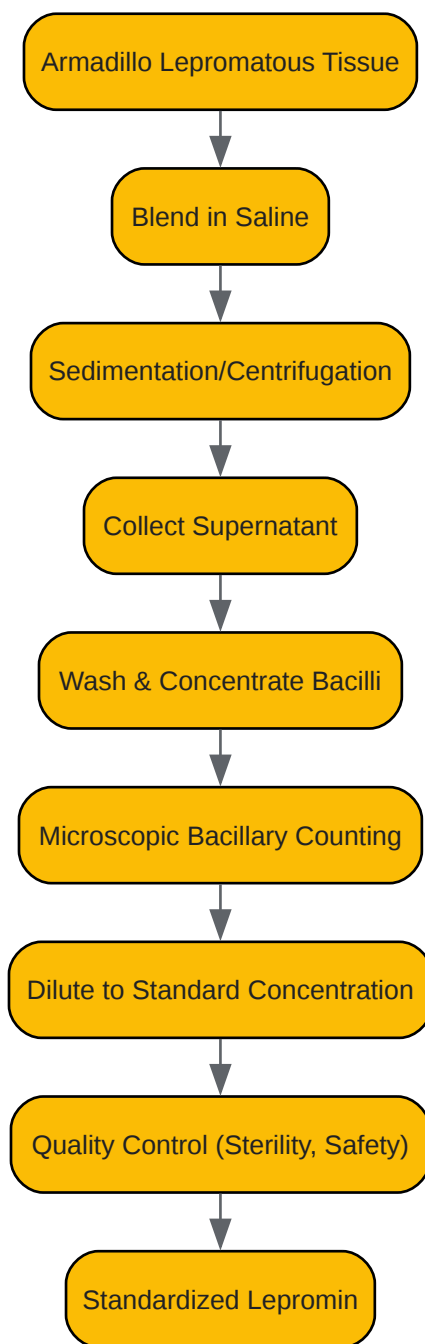 Armadillo Lepromatous Tissue
Blend in Saline
Sedimentation/Centrifugation
Collect Supernatant
Wash & Concentrate Bacilli
Microscopic Bacillary Counting
Dilute to Standard Concentration
Quality Control (Sterility, Safety)
Standardized Lepromin